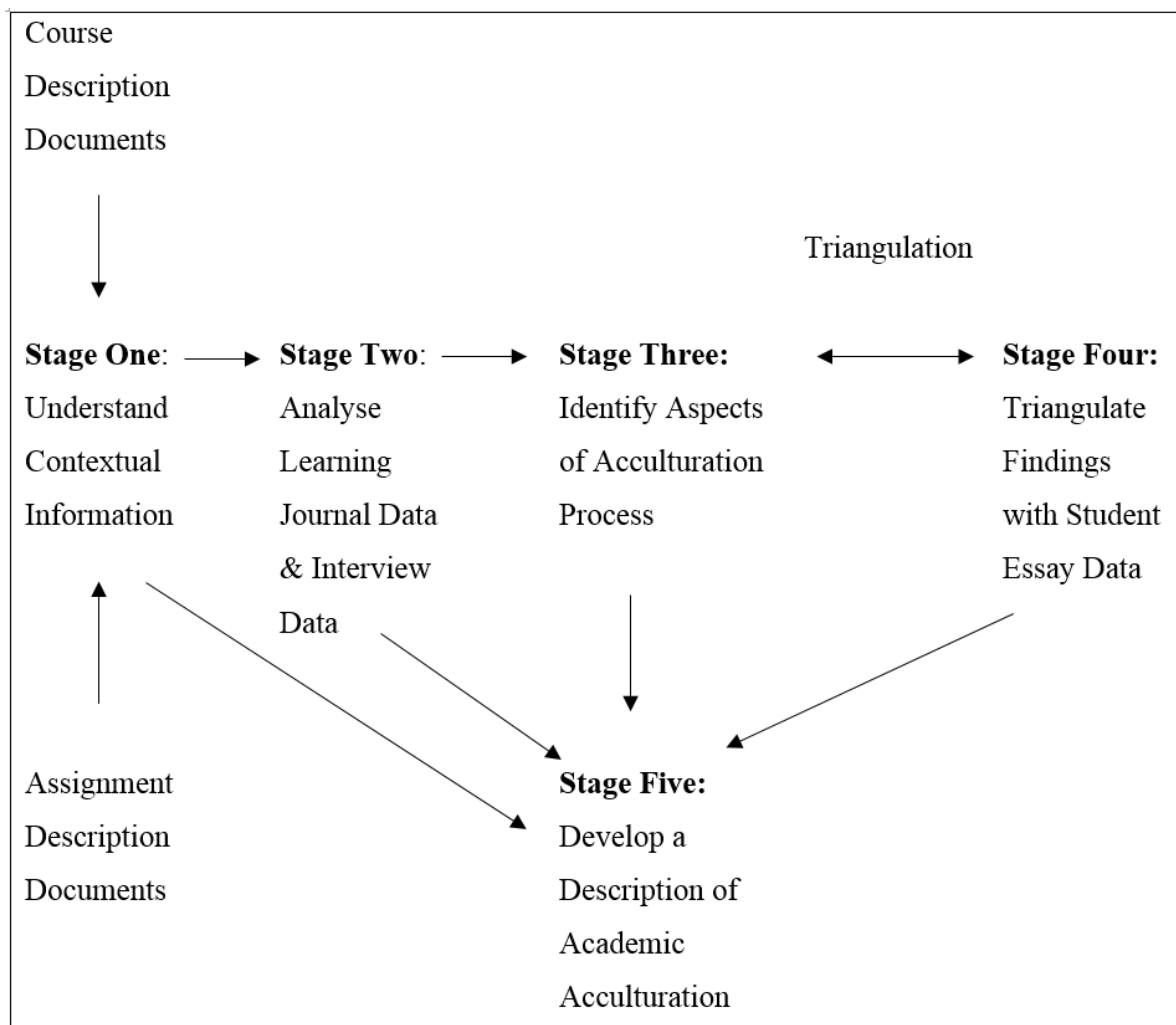 Course
Description
Documents
Triangulation
Stage One:
Understand
Contextual
Information
Stage Two:
Analyse
Learning
Journal Data
& Interview
Data
Stage Three:
Identify Aspects
of Acculturation
Process
Stage Four:
Triangulate
Findings
with Student
Essay Data
Assignment
Description
Documents
Stage Five:
Develop a
Description of
Academic
Acculturation